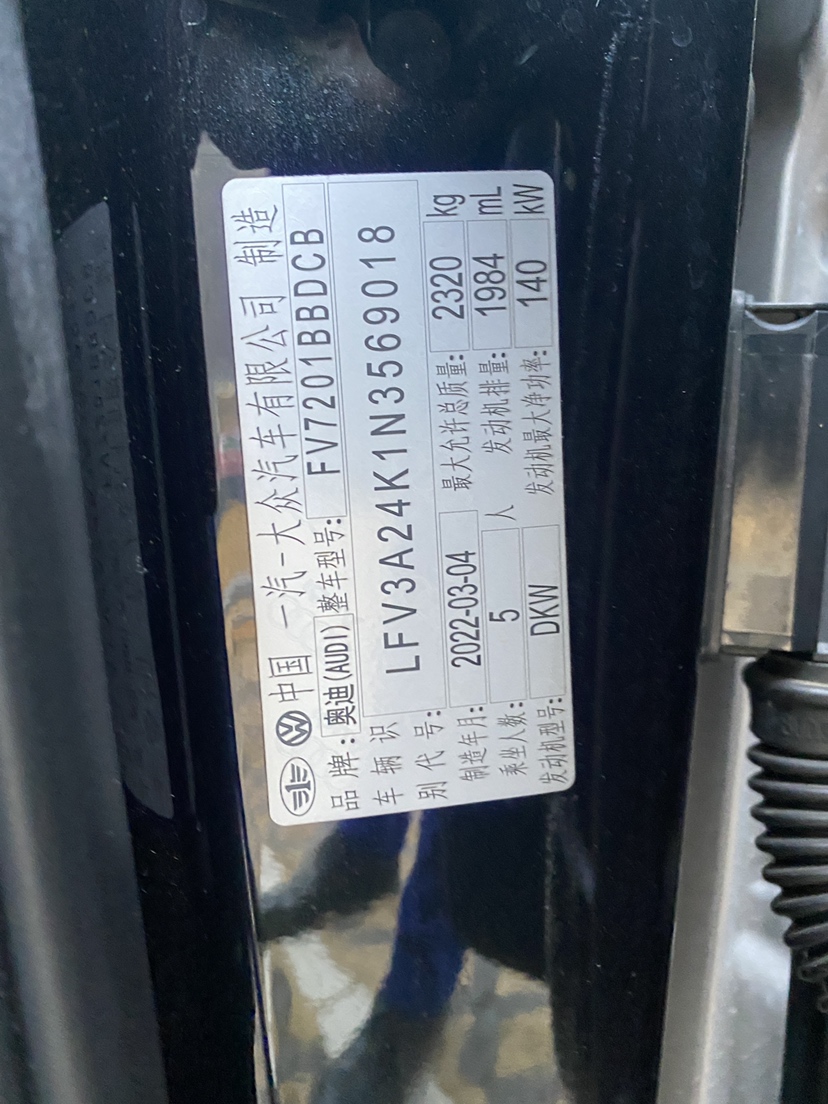 中国 一汽-大众汽车有限公司 制造
品牌: 奥迪(AUDI) 整车型号: FV7201BBDCB
车辆识别代号: LFV3A24K1N3569018
制造年月: 2022-03-04 最大允许总质量: 2320 kg
乘坐人数: 5 人 发动机排量: 1984 mL
发动机型号: DKW 发动机最大净功率: 140 kW